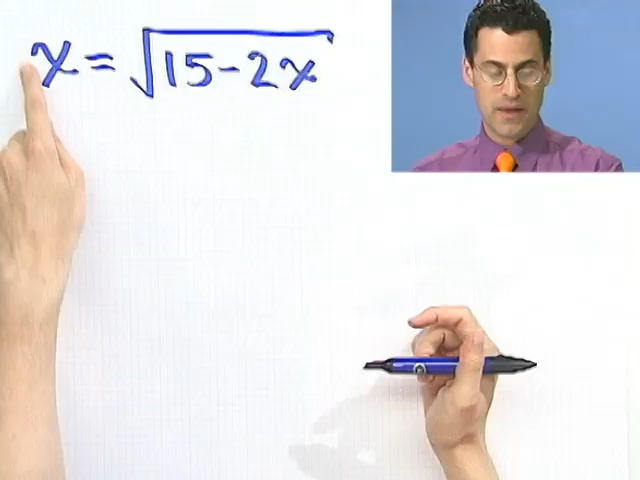 x = √(15-2x)